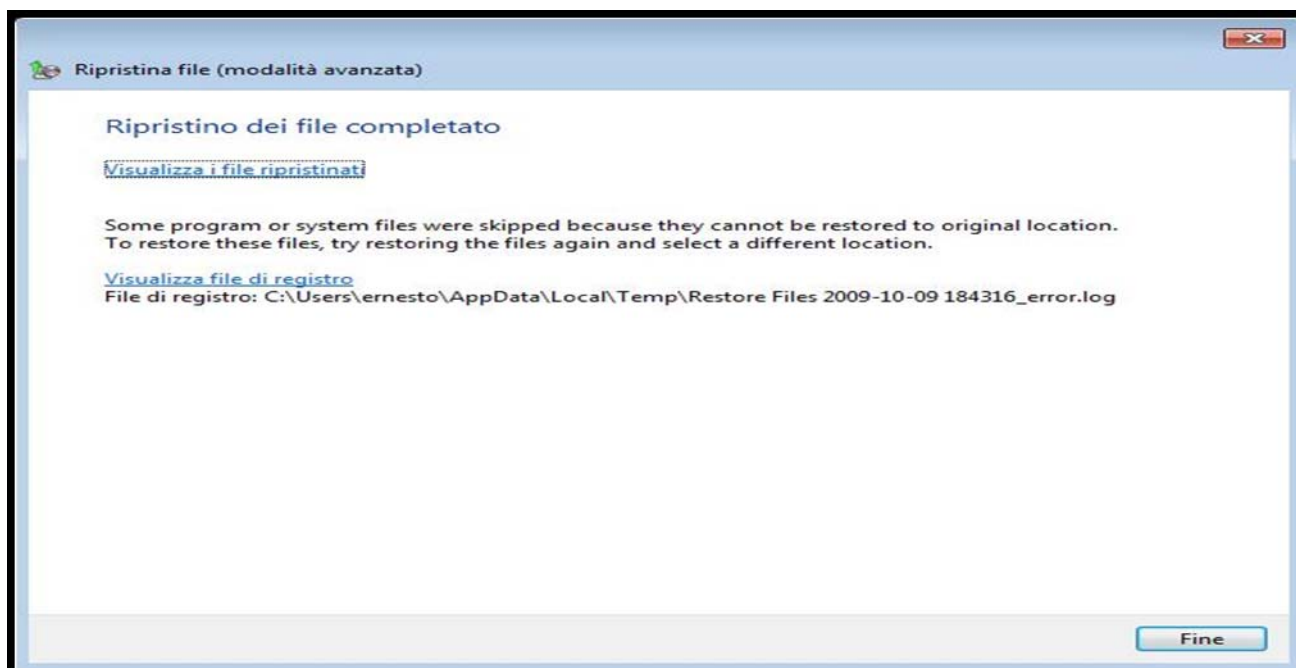 Ripristina file (modalità avanzata)
Ripristino dei file completato
Visualizza i file ripristinati
Some program or system files were skipped because they cannot be restored to original location.
To restore these files, try restoring the files again and select a different location.
Visualizza file di registro
File di registro: C:\Users\ernesto\AppData\Local\Temp\Restore Files 2009-10-09 184316_error.log
Fine